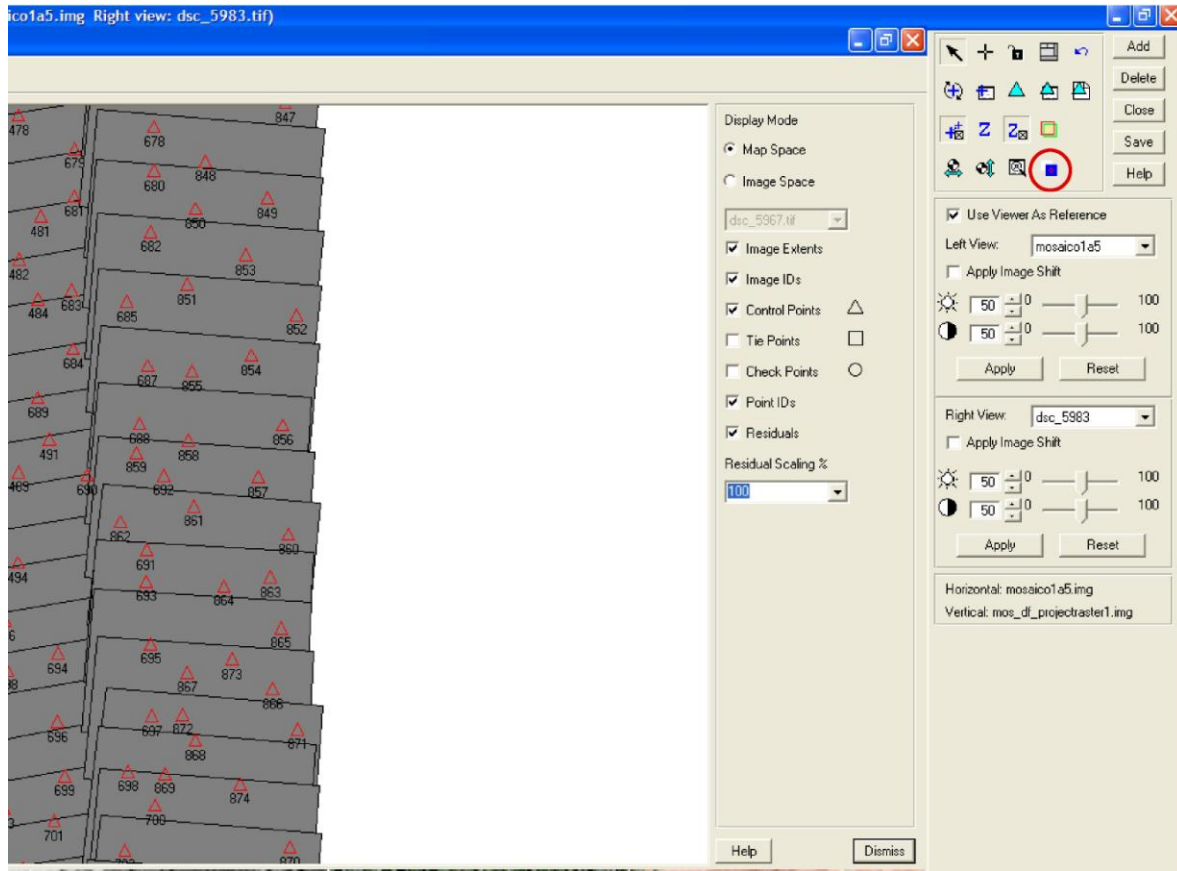 ico1a5.img Right view: dsc_5983.tif)
Add
Delete
Close
Save
Help
Display Mode
Map Space
Image Space
dsc_5967.tif
Image Extents
Image IDs
Control Points
Tie Points
Check Points
Point IDs
Residuals
Residual Scaling %
100
Help
Dismiss
Use Viewer As Reference
Left View: mosaico1a5
Apply Image Shift
50 0 100
50 0 100
Apply Reset
Right View: dsc_5983
Apply Image Shift
50 0 100
50 0 100
Apply Reset
Horizontal: mosaico1a5.img
Vertical: mos_df_projectraster1.img
847
478
678
679
848
680
681
849
850
481
682
482
853
851
683
484
685
852
684
854
687
855
689
688
856
491
859
858
690
692
857
861
862
860
691
494
693
864
863
865
695
694
873
867
866
697
872
696
871
868
698
869
699
874
700
701
870